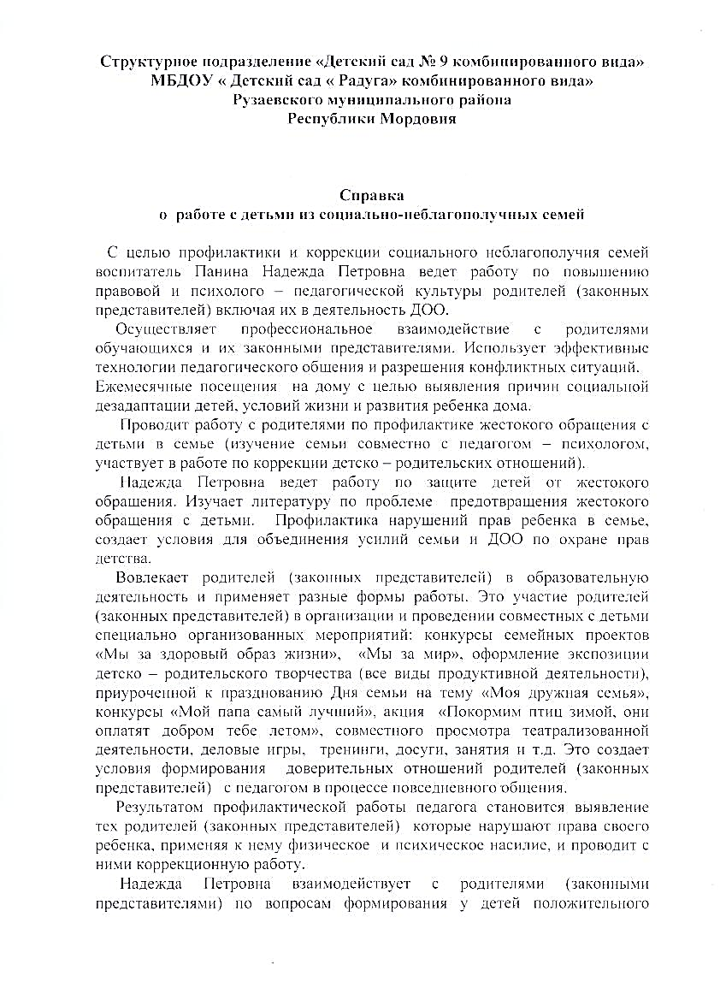 Структурное подразделение «Детский сад № 9 комбинированного вида»
МБДОУ « Детский сад « Радуга» комбинированного вида»
Рузаевского муниципального района
Республики Мордовия
Справка
о работе с детьми из социально-неблагополучных семей
С целью профилактики и коррекции социального неблагополучия семей
воспитатель Панина Надежда Петровна ведет работу по повышению
правовой и психолого – педагогической культуры родителей (законных
представителей) включая их в деятельность ДОО.
Осуществляет профессиональное взаимодействие с родителями
обучающихся и их законными представителями. Использует эффективные
технологии педагогического общения и разрешения конфликтных ситуаций.
Ежемесячные посещения на дому с целью выявления причин социальной
дезадаптации детей, условий жизни и развития ребенка дома.
Проводит работу с родителями по профилактике жестокого обращения с
детьми в семье (изучение семьи совместно с педагогом – психологом,
участвует в работе по коррекции детско – родительских отношений).
Надежда Петровна ведет работу по защите детей от жестокого
обращения. Изучает литературу по проблеме предотвращения жестокого
обращения с детьми. Профилактика нарушений прав ребенка в семье,
создает условия для объединения усилий семьи и ДОО по охране прав
детства.
Вовлекает родителей (законных представителей) в образовательную
деятельность и применяет разные формы работы. Это участие родителей
(законных представителей) в организации и проведении совместных с детьми
специально организованных мероприятий: конкурсы семейных проектов
«Мы за здоровый образ жизни», «Мы за мир», оформление экспозиции
детско – родительского творчества (все виды продуктивной деятельности),
приуроченной к празднованию Дня семьи на тему «Моя дружная семья»,
конкурсы «Мой папа самый лучший», акция «Покормим птиц зимой, они
оплатят добром тебе летом», совместного просмотра театрализованной
деятельности, деловые игры, тренинги, досуги, занятия и т.д. Это создает
условия формирования доверительных отношений родителей (законных
представителей) с педагогом в процессе повседневного общения.
Результатом профилактической работы педагога становится выявление
тех родителей (законных представителей) которые нарушают права своего
ребенка, применяя к нему физическое и психическое насилие, и проводит с
ними коррекционную работу.
Надежда Петровна взаимодействует с родителями (законными
представителями) по вопросам формирования у детей положительного